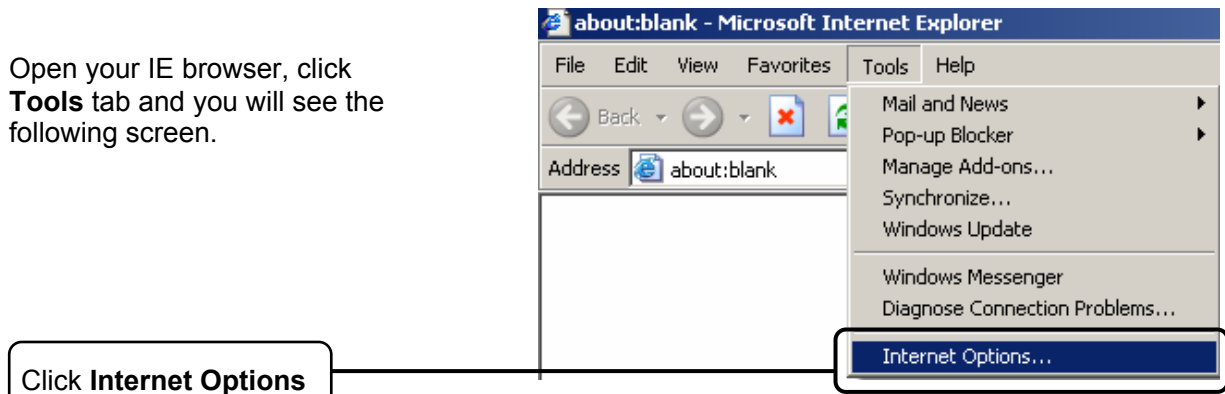 about:blank - Microsoft Internet Explorer
Open your IE browser, click
Tools tab and you will see the
following screen.
File Edit View Favorites Tools Help
Back
Address about:blank
Mail and News
Pop-up Blocker
Manage Add-ons...
Synchronize...
Windows Update
Windows Messenger
Diagnose Connection Problems...
Internet Options...
Click Internet Options